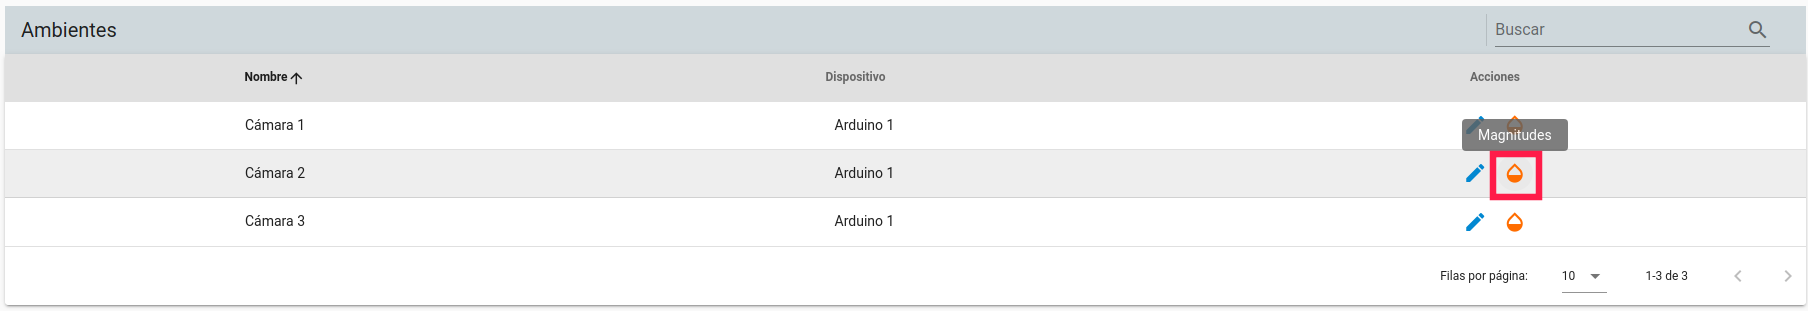 Ambientes
Buscar
Nombre Dispositivo Acciones
Cámara 1 Arduino 1
Magnitudes
Cámara 2 Arduino 1
Cámara 3 Arduino 1
Filas por página: 10 1-3 de 3